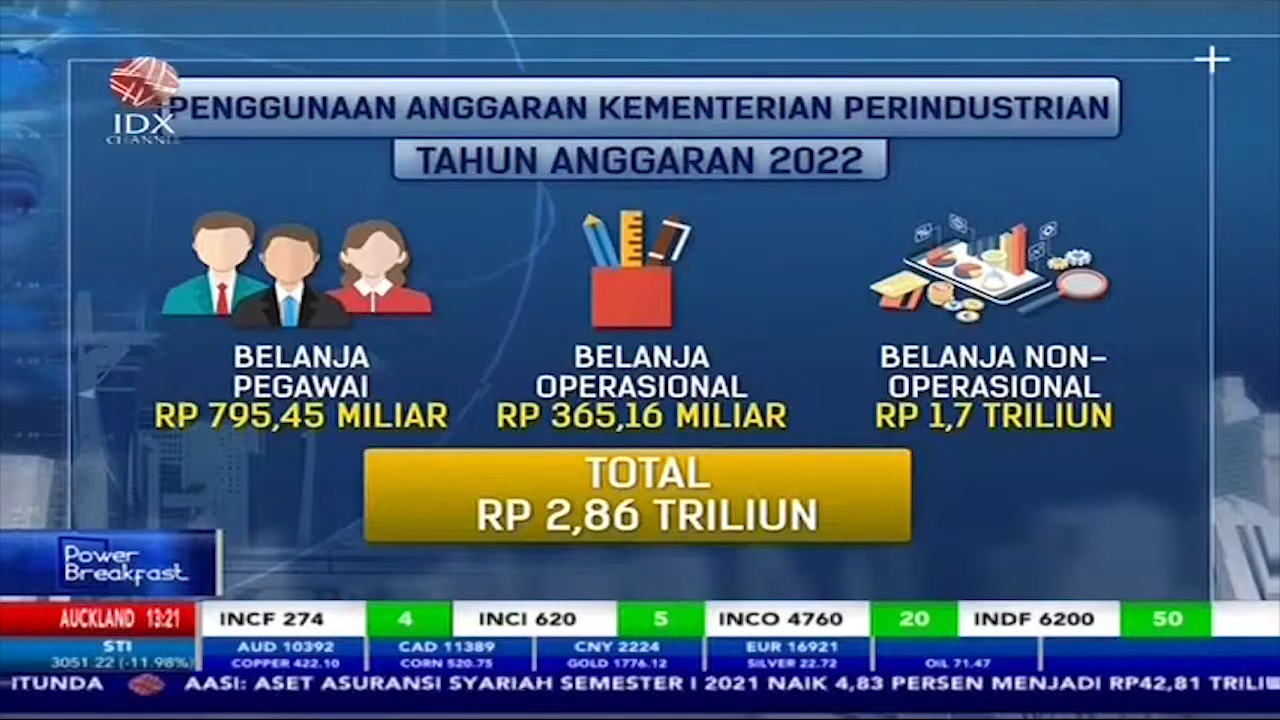 IDX
CHANNEL
PENGGUNAAN ANGGARAN KEMENTERIAN PERINDUSTRIAN
TAHUN ANGGARAN 2022
BELANJA
PEGAWAI
RP 795,45 MILIAR
BELANJA
OPERASIONAL
RP 365,16 MILIAR
BELANJA NON-
OPERASIONAL
RP 1,7 TRILIUN
TOTAL
RP 2,86 TRILIUN
Power
Breakfast
AUCKLAND 13:21
INCF 274 4 INCI 620 5 INCO 4760 20 INDF 6200 50
STI
3051.22 (-11.98%)
AUD 10392 CAD 11389 CNY 2224 EUR 16921
COPPER 422.10 CORN 520.75 GOLD 1776.12 SILVER 22.72 OIL 71.47
ITUNDA AASI: ASET ASURANSI SYARIAH SEMESTER I 2021 NAIK 4,83 PERSEN MENJADI RP42,81 TRILI